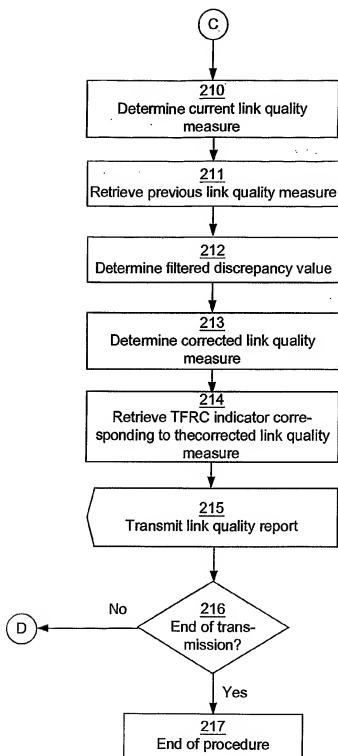 C
210
Determine current link quality
measure
211
Retrieve previous link quality measure
212
Determine filtered discrepancy value
213
Determine corrected link quality
measure
214
Retrieve TFRC indicator corre-
sponding to thecorrected link quality
measure
215
Transmit link quality report
No
D
216
End of trans-
mission?
Yes
217
End of procedure